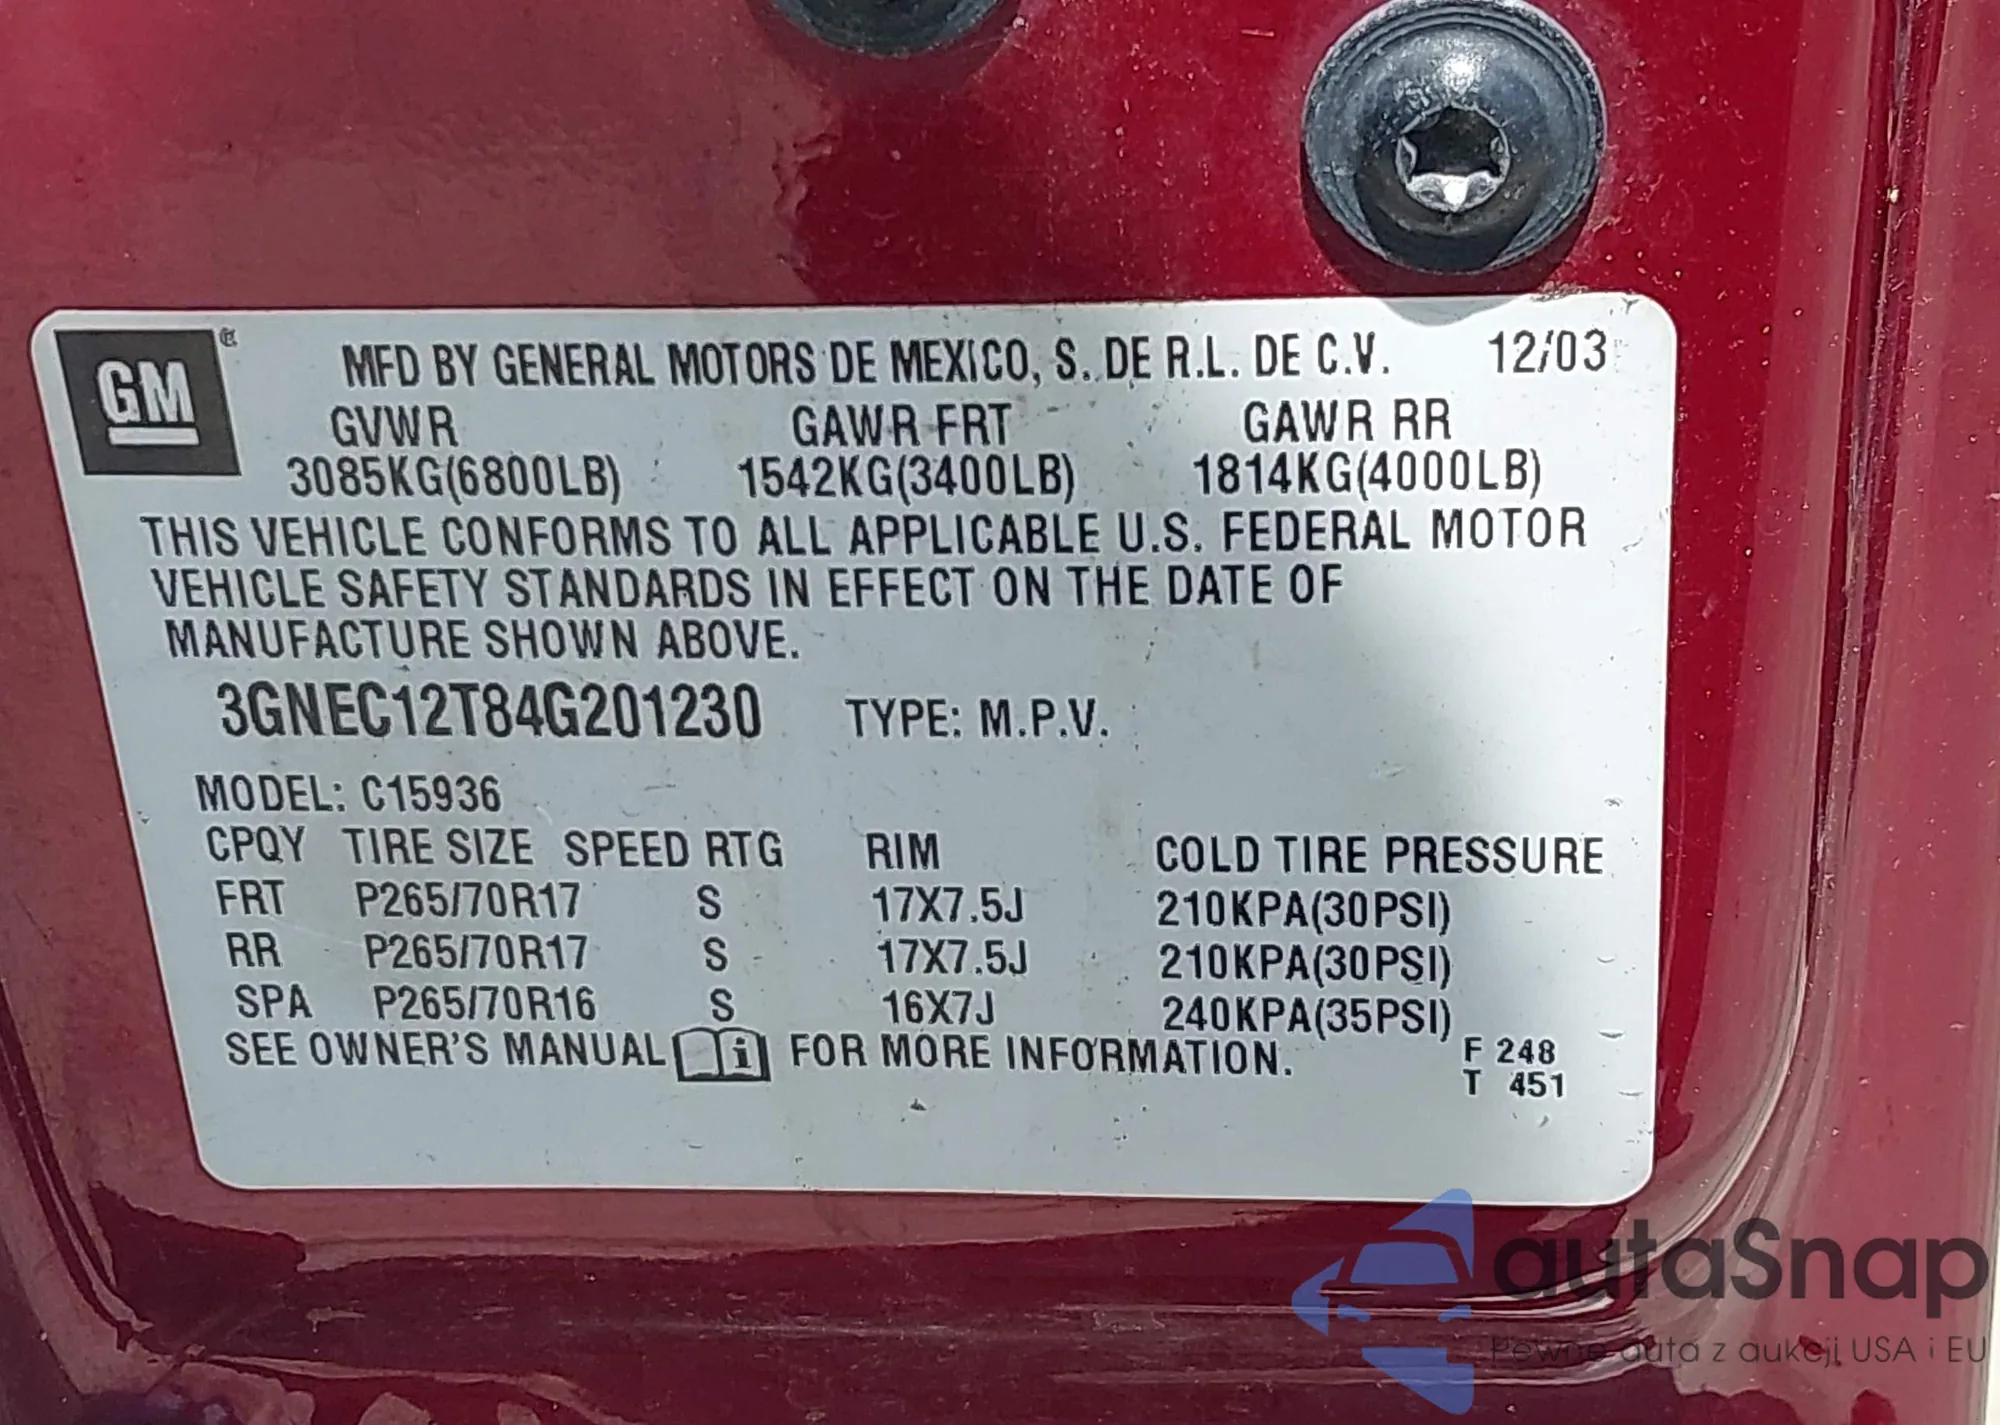 GM
MFD BY GENERAL MOTORS DE MEXICO, S. DE R.L. DE C.V. 12/03
GVWR GAWR FRT GAWR RR
3085KG(6800LB) 1542KG(3400LB) 1814KG(4000LB)
THIS VEHICLE CONFORMS TO ALL APPLICABLE U.S. FEDERAL MOTOR
VEHICLE SAFETY STANDARDS IN EFFECT ON THE DATE OF
MANUFACTURE SHOWN ABOVE.
3GNEC12T84G201230 TYPE: M.P.V.
MODEL: C15936
CPQY TIRE SIZE SPEED RTG RIM COLD TIRE PRESSURE
FRT P265/70R17 S 17X7.5J 210KPA(30PSI)
RR P265/70R17 S 17X7.5J 210KPA(30PSI)
SPA P265/70R16 S 16X7J 240KPA(35PSI)
SEE OWNER'S MANUAL i FOR MORE INFORMATION.
F 248
T 451
autaSnap
Pewne auta z aukcji USA i EU